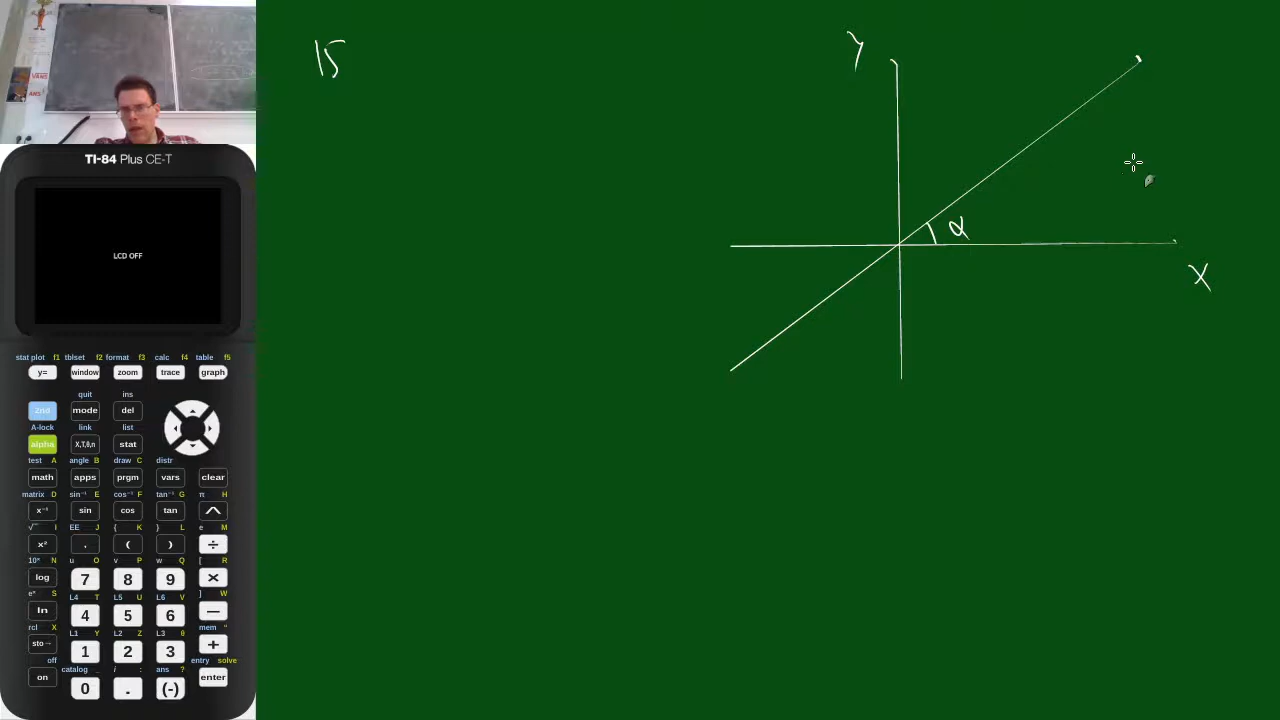 15
y
α
x
VANS
ANS
TI-84 Plus CE-T
LCD OFF
stat plot f1 tblset f2 format f3 calc f4 table f5
y= window zoom trace graph
quit ins
2nd mode del
A-lock link list
alpha X,T,θ,n stat
test A angle B draw C distr
math apps prgm vars clear
matrix D sin⁻¹ E cos⁻¹ F tan⁻¹ G π H
x⁻¹ sin cos tan ^
√ I EE J { K } L e M
x² . ( ) ÷
10ˣ N u O v P w Q [ R
log 7 8 9 ×
eˣ S L4 T L5 U L6 V ] W
ln 4 5 6 —
rcl X L1 Y L2 Z L3 θ mem "
sto→ 1 2 3 +
off catalog _ i : ans ? entry solve
on 0 . (-) enter